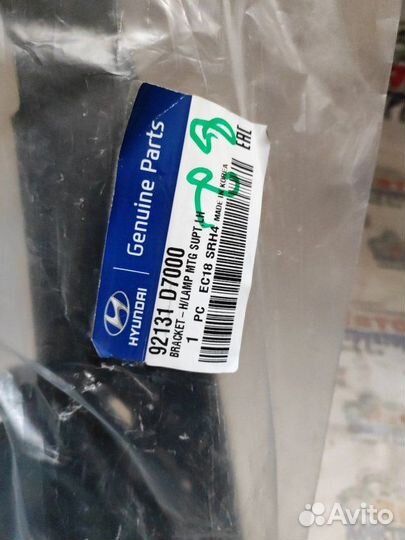 HYUNDAI | Genuine Parts
92131 D7000
BRACKET-H/LAMP MTG SUPT LH
1 PC EC18 SRH4 MADE IN KOREA
EAC
Avito